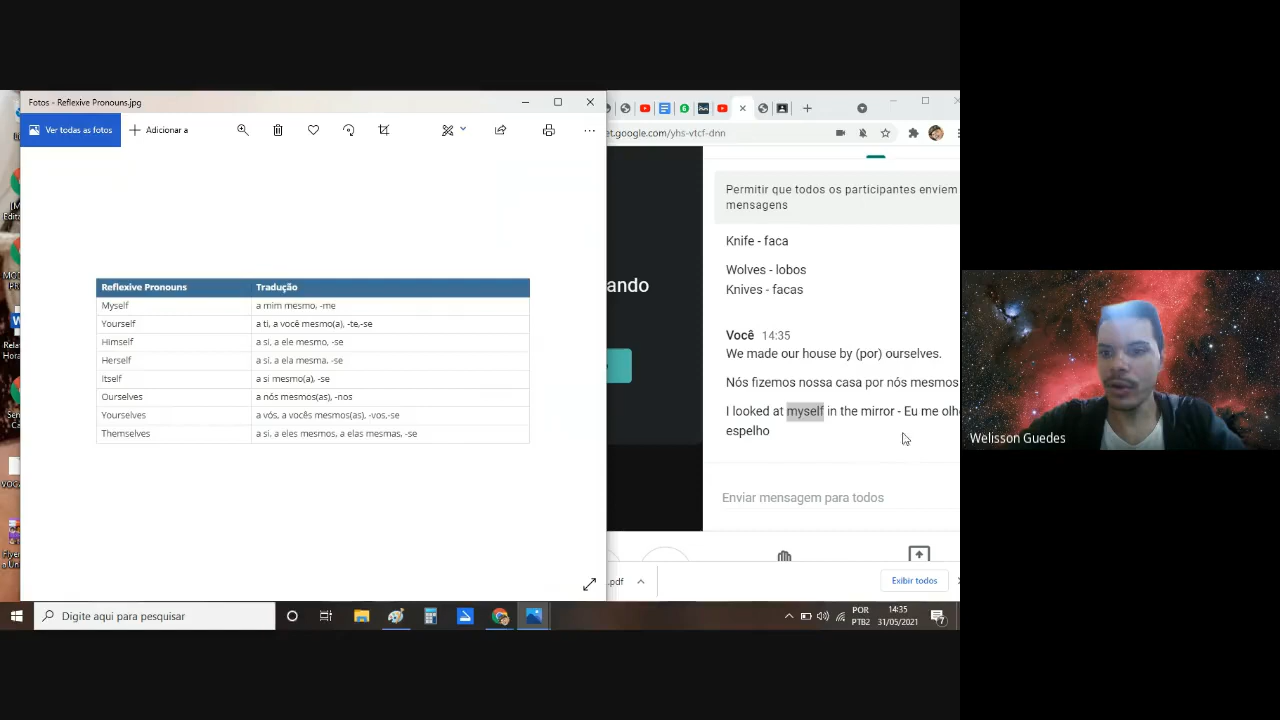 Fotos - Reflexive Pronouns.jpg
Ver todas as fotos
Adicionar a
Reflexive Pronouns Tradução
Myself a mim mesmo, -me
Yourself a ti, a você mesmo(a), -te,-se
Himself a si, a ele mesmo, -se
Herself a si, a ela mesma, -se
Itself a si mesmo(a), -se
Ourselves a nós mesmos(as), -nos
Yourselves a vós, a vocês mesmos(as), -vos,-se
Themselves a si, a eles mesmos, a elas mesmas, -se
et.google.com/yhs-vtcf-dnn
ando
Permitir que todos os participantes enviem
mensagens
Knife - faca
Wolves - lobos
Knives - facas
Você 14:35
We made our house by (por) ourselves.
Nós fizemos nossa casa por nós mesmos
I looked at myself in the mirror - Eu me olh
espelho
Enviar mensagem para todos
.pdf
Exibir todos
Welisson Guedes
Digite aqui para pesquisar
POR
PTB2
14:35
31/05/2021
7